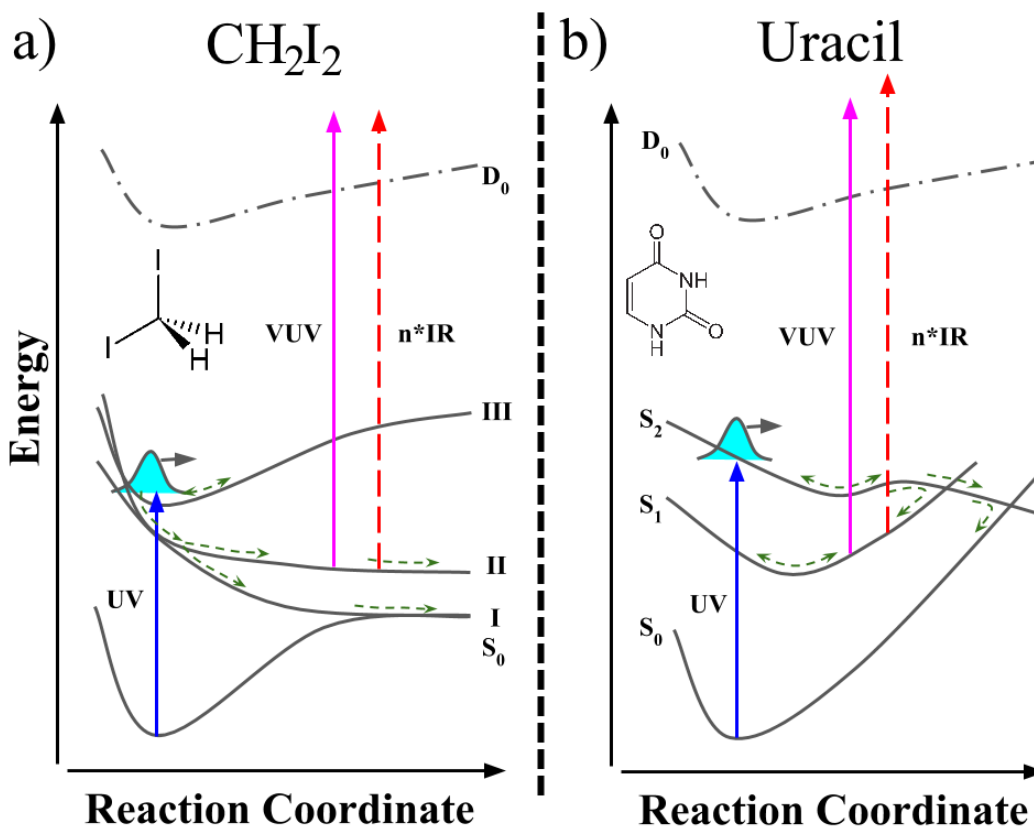 a)
CH₂I₂
Energy
D₀
I
I
H
H
VUV
n*IR
III
II
UV
I
S₀
Reaction Coordinate
b)
Uracil
D₀
O
NH
O
N
H
VUV
n*IR
S₂
S₁
UV
S₀
Reaction Coordinate